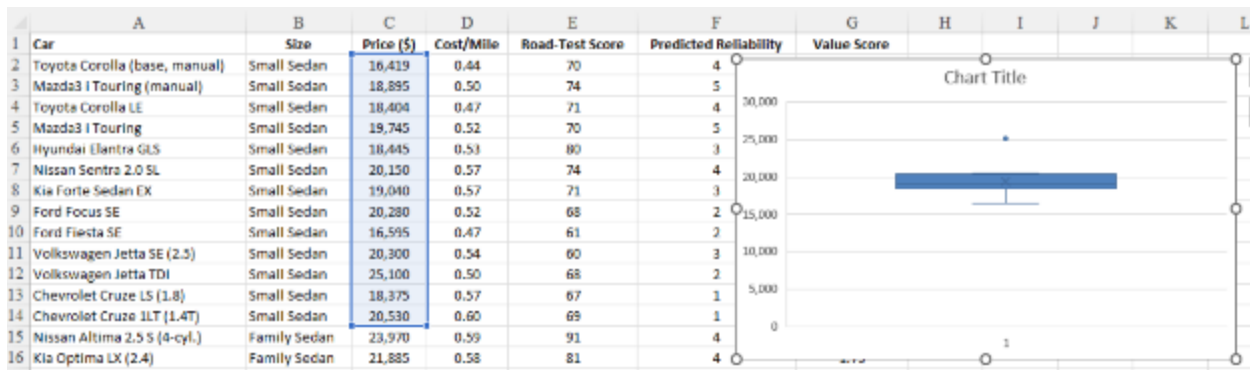 A B C D E F G H I J K L
1 Car Size Price ($) Cost/Mile Road-Test Score Predicted Reliability Value Score
2 Toyota Corolla (base, manual) Small Sedan 16,419 0.44 70 4
3 Mazda3 i Touring (manual) Small Sedan 18,895 0.50 74 5
4 Toyota Corolla LE Small Sedan 18,404 0.47 71 4
5 Mazda3 i Touring Small Sedan 19,745 0.52 70 5
6 Hyundai Elantra GLS Small Sedan 18,445 0.53 80 3
7 Nissan Sentra 2.0 SL Small Sedan 20,150 0.57 74 4
8 Kia Forte Sedan EX Small Sedan 19,040 0.57 71 3
9 Ford Focus SE Small Sedan 20,280 0.52 68 2
10 Ford Fiesta SE Small Sedan 16,595 0.47 61 2
11 Volkswagen Jetta SE (2.5) Small Sedan 20,300 0.54 60 3
12 Volkswagen Jetta TDI Small Sedan 25,100 0.50 68 2
13 Chevrolet Cruze LS (1.8) Small Sedan 18,375 0.57 67 1
14 Chevrolet Cruze 1LT (1.4T) Small Sedan 20,530 0.60 69 1
15 Nissan Altima 2.5 S (4-cyl.) Family Sedan 23,970 0.59 91 4
16 Kia Optima LX (2.4) Family Sedan 21,885 0.58 81 4
Chart Title
30,000
25,000
20,000
15,000
10,000
5,000
0
1